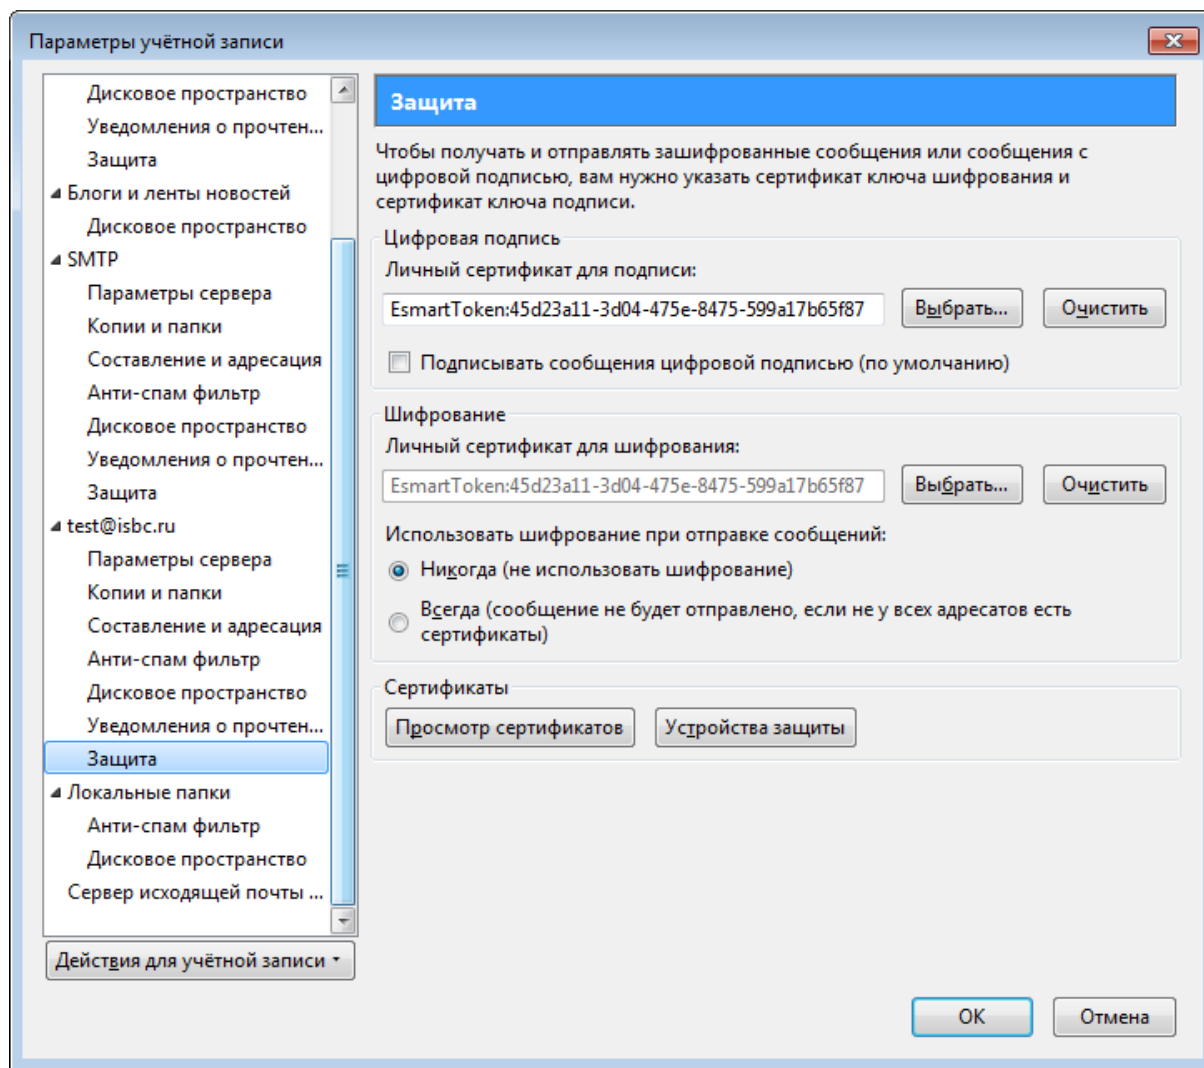 Параметры учётной записи
Дисковое пространство
Уведомления о прочтен...
Защита
Блоги и ленты новостей
Дисковое пространство
SMTP
Параметры сервера
Копии и папки
Составление и адресация
Анти-спам фильтр
Дисковое пространство
Уведомления о прочтен...
Защита
test@isbc.ru
Параметры сервера
Копии и папки
Составление и адресация
Анти-спам фильтр
Дисковое пространство
Уведомления о прочтен...
Защита
Локальные папки
Анти-спам фильтр
Дисковое пространство
Сервер исходящей почты ...
Действия для учётной записи
Защита
Чтобы получать и отправлять зашифрованные сообщения или сообщения с
цифровой подписью, вам нужно указать сертификат ключа шифрования и
сертификат ключа подписи.
Цифровая подпись
Личный сертификат для подписи:
EsmartToken:45d23a11-3d04-475e-8475-599a17b65f87
Выбрать...
Очистить
Подписывать сообщения цифровой подписью (по умолчанию)
Шифрование
Личный сертификат для шифрования:
EsmartToken:45d23a11-3d04-475e-8475-599a17b65f87
Выбрать...
Очистить
Использовать шифрование при отправке сообщений:
Никогда (не использовать шифрование)
Всегда (сообщение не будет отправлено, если не у всех адресатов есть
сертификаты)
Сертификаты
Просмотр сертификатов
Устройства защиты
OK
Отмена